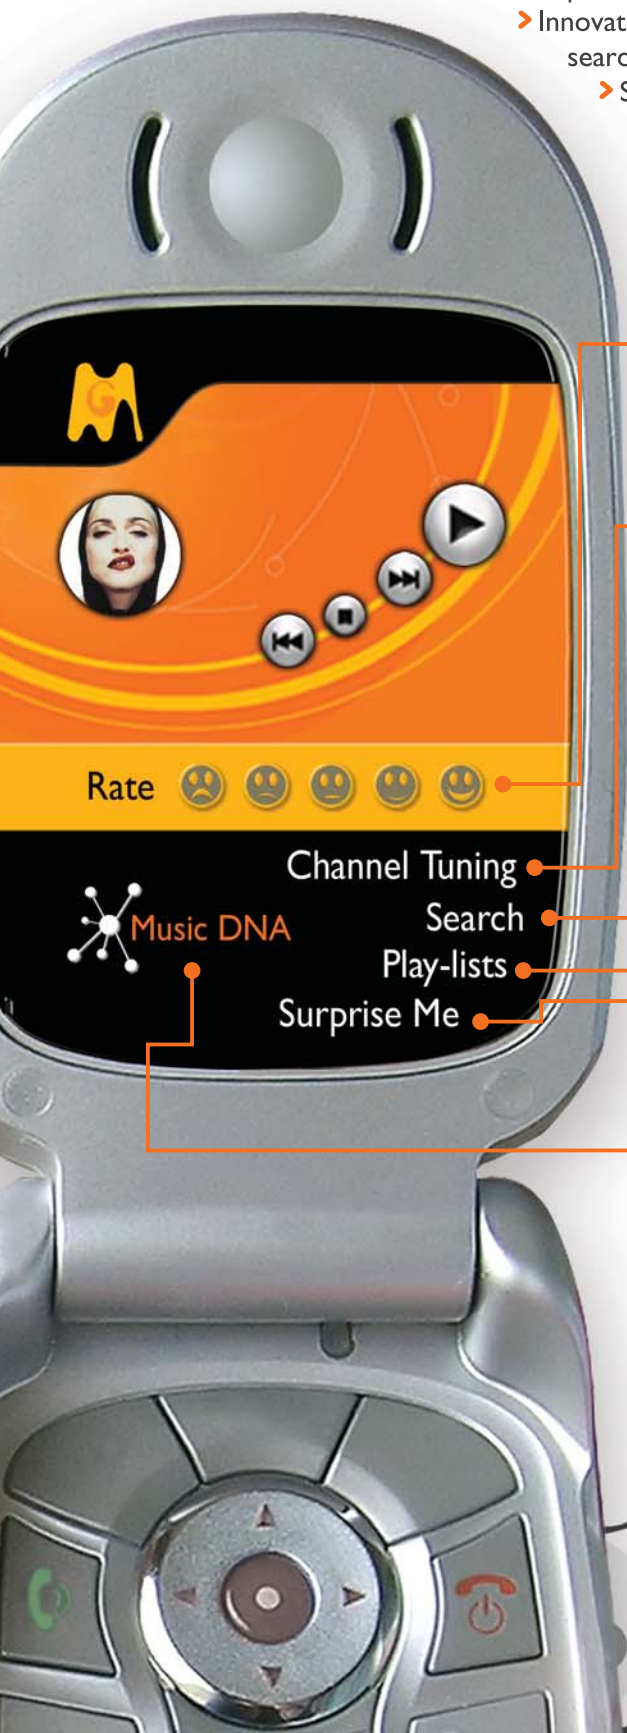 > Innovat
searc
> S
G
Rate
Channel Tuning
Music DNA
Search
Play-lists
Surprise Me